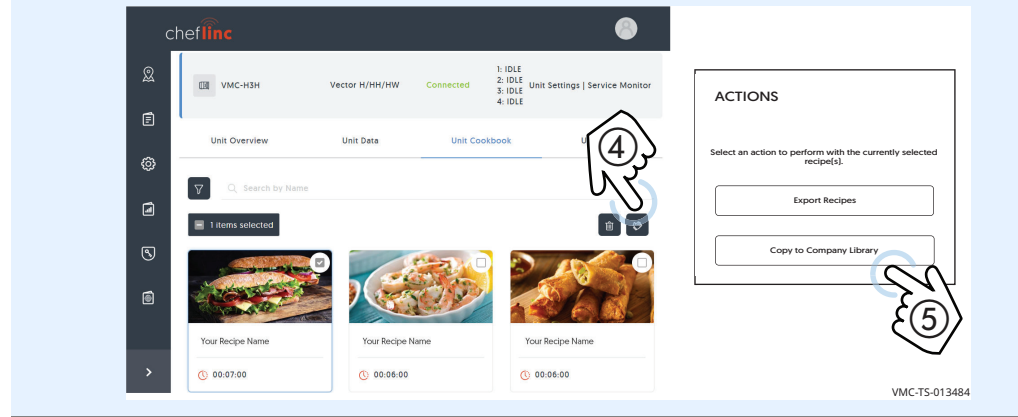 cheflinc
VMC-H3H
Vector H/HH/HW
Connected
1: IDLE
2: IDLE
3: IDLE
4: IDLE
Unit Settings | Service Monitor
Unit Overview
Unit Data
Unit Cookbook
U
4
Search by Name
1 items selected
Your Recipe Name
00:07:00
Your Recipe Name
00:06:00
Your Recipe Name
00:06:00
ACTIONS
Select an action to perform with the currently selected
recipe[s].
Export Recipes
Copy to Company Library
5
VMC-TS-013484